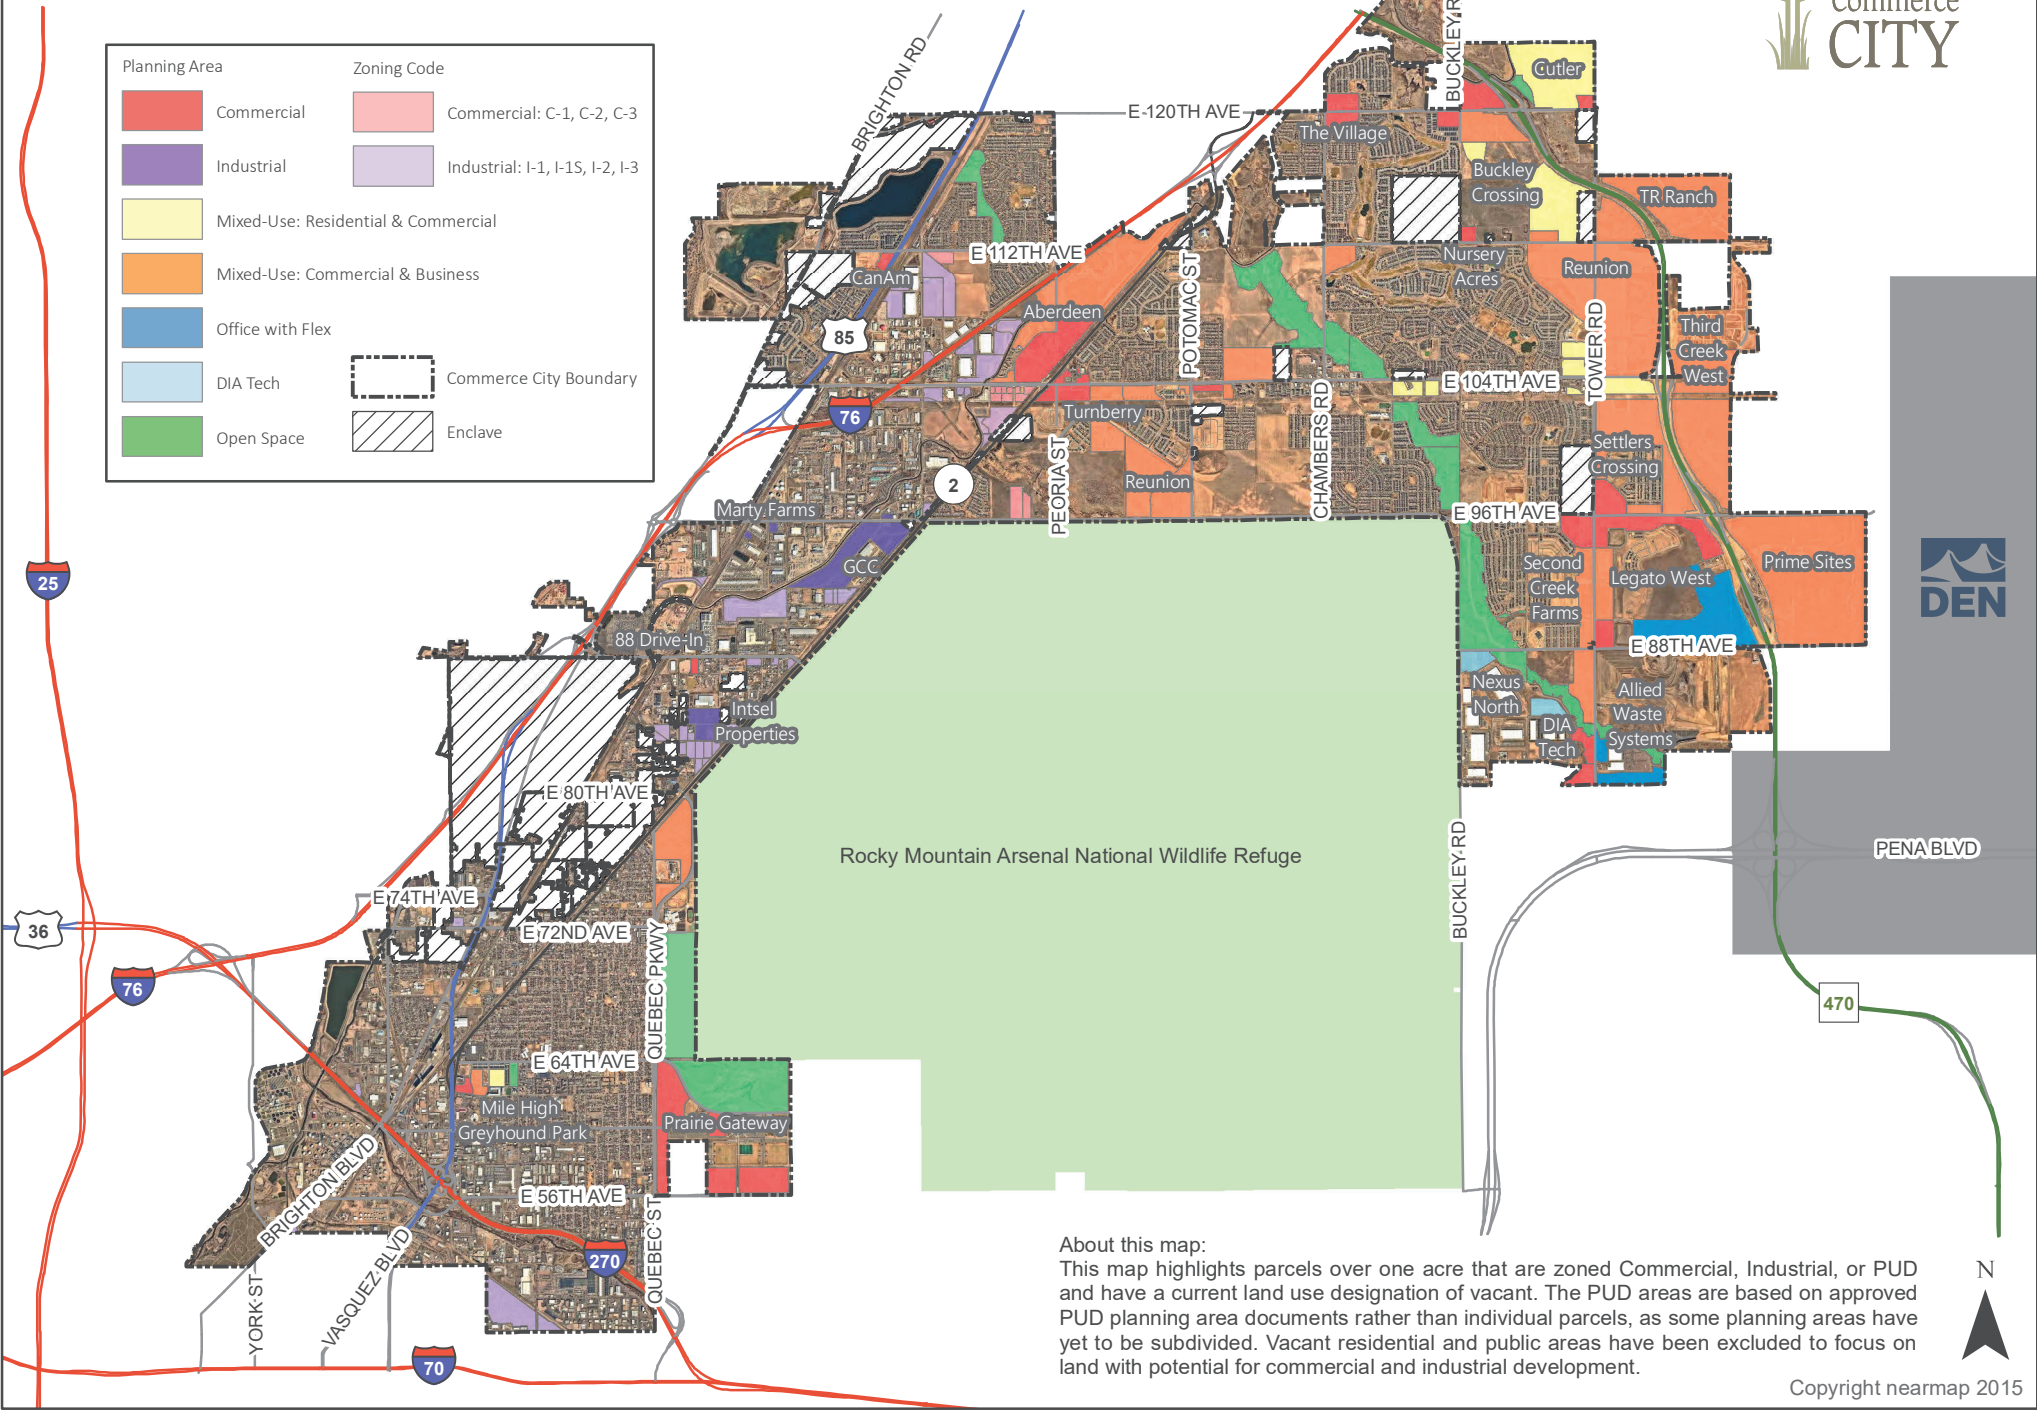 Commerce
CITY
Planning Area
Zoning Code
Commercial
Commercial: C-1, C-2, C-3
Industrial
Industrial: I-1, I-1S, I-2, I-3
Mixed-Use: Residential & Commercial
Mixed-Use: Commercial & Business
Office with Flex
DIA Tech
Commerce City Boundary
Open Space
Enclave
BRIGHTON RD
BUCKLEY R
Cutler
E 120TH AVE
The Village
Buckley
Crossing
TR Ranch
E 112TH AVE
CanAm
Nursery
Acres
Reunion
Aberdeen
85
POTOMAC ST
TOWER RD
Third
Creek
West
E 104TH AVE
76
Turnberry
CHAMBERS RD
Settlers
Crossing
PEORIA ST
Reunion
2
Marty Farms
E 96TH AVE
GCC
Second
Creek
Farms
Legato West
Prime Sites
25
DEN
88 Drive-In
E 88TH AVE
Nexus
North
Allied
Waste
Systems
Intsel
Properties
DIA
Tech
E 80TH AVE
Rocky Mountain Arsenal National Wildlife Refuge
BUCKLEY RD
PENA BLVD
E 74TH AVE
36
E 72ND AVE
QUEBEC PKWY
76
470
E 64TH AVE
Mile High
Greyhound Park
Prairie Gateway
BRIGHTON BLVD
E 56TH AVE
QUEBEC ST
VASQUEZ BLVD
YORK ST
270
70
About this map:
This map highlights parcels over one acre that are zoned Commercial, Industrial, or PUD
and have a current land use designation of vacant. The PUD areas are based on approved
PUD planning area documents rather than individual parcels, as some planning areas have
yet to be subdivided. Vacant residential and public areas have been excluded to focus on
land with potential for commercial and industrial development.
N
Copyright nearmap 2015